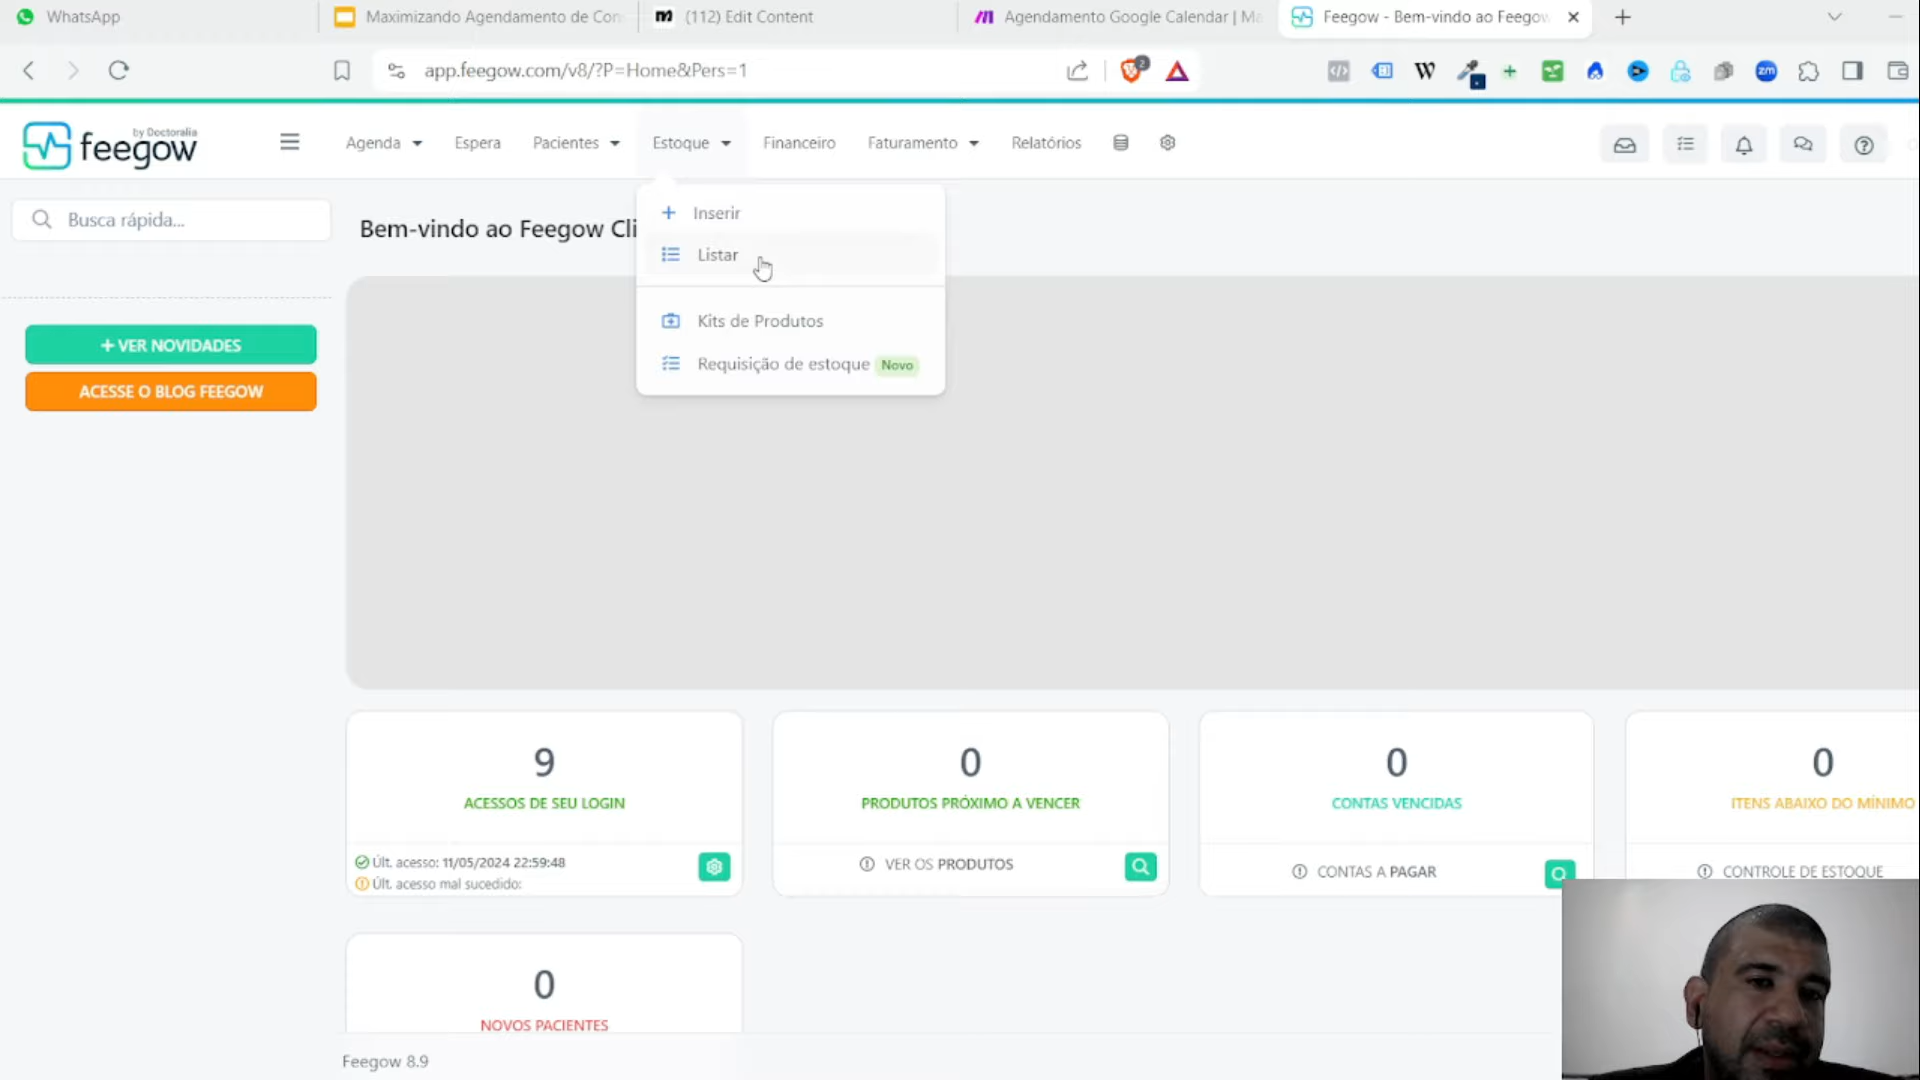 WhatsApp
Maximizando Agendamento de Con
(112) Edit Content
Agendamento Google Calendar | Ma
Feegow - Bem-vindo ao Feegow
app.feegow.com/v8/?P=Home&Pers=1
2
W
zm
by Doctoralia
feegow
Agenda
Espera
Pacientes
Estoque
Financeiro
Faturamento
Relatórios
Busca rápida...
Bem-vindo ao Feegow Cli
Inserir
Listar
Kits de Produtos
Requisição de estoque Novo
+ VER NOVIDADES
ACESSE O BLOG FEEGOW
9
ACESSOS DE SEU LOGIN
Últ. acesso: 11/05/2024 22:59:48
Últ. acesso mal sucedido:
0
PRODUTOS PRÓXIMO A VENCER
VER OS PRODUTOS
0
CONTAS VENCIDAS
CONTAS A PAGAR
0
ITENS ABAIXO DO MÍNIMO
CONTROLE DE ESTOQUE
0
NOVOS PACIENTES
Feegow 8.9